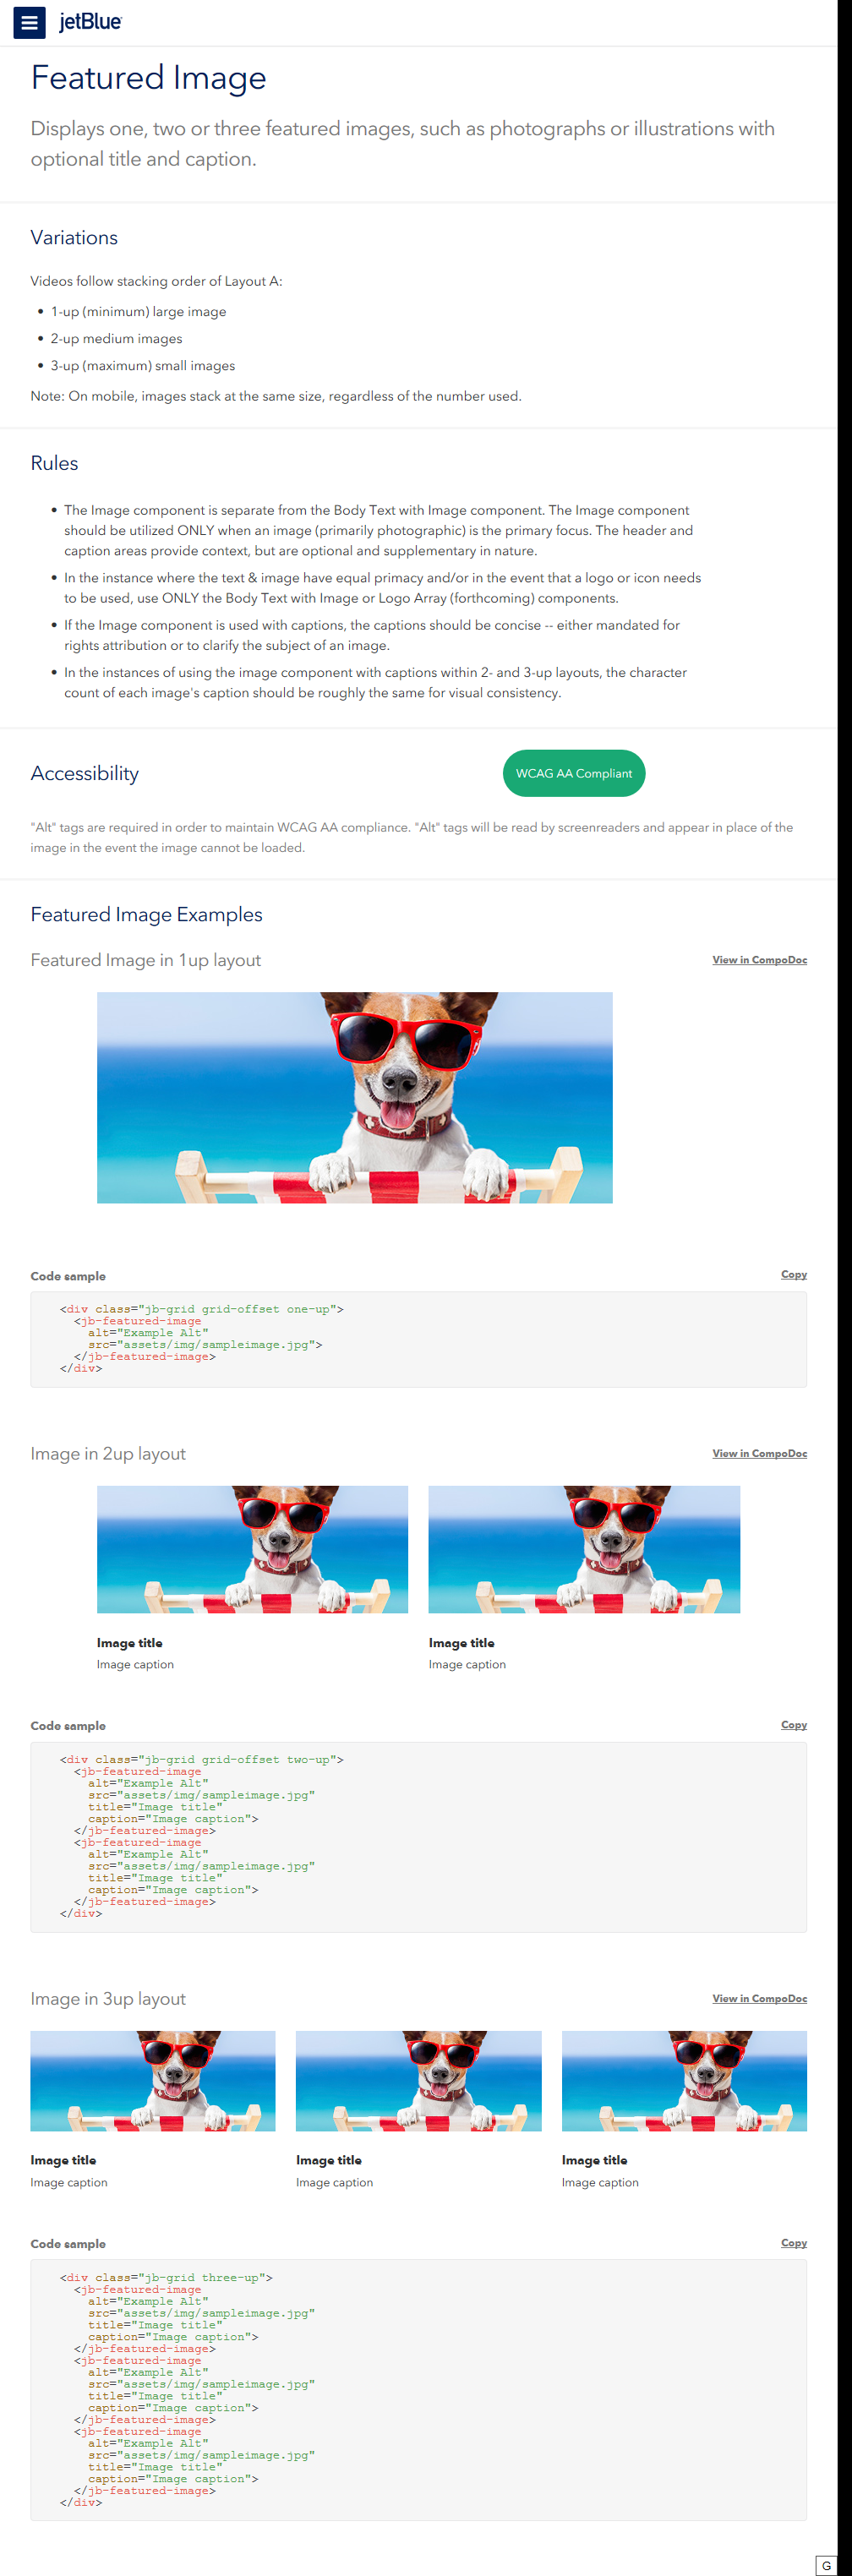 jetBlue
Featured Image
Displays one, two or three featured images, such as photographs or illustrations with
optional title and caption.
Variations
Videos follow stacking order of Layout A:
• 1-up (minimum) large image
• 2-up medium images
• 3-up (maximum) small images
Note: On mobile, images stack at the same size, regardless of the number used.
Rules
• The Image component is separate from the Body Text with Image component. The Image component
should be utilized ONLY when an image (primarily photographic) is the primary focus. The header and
caption areas provide context, but are optional and supplementary in nature.
• In the instance where the text & image have equal primacy and/or in the event that a logo or icon needs
to be used, use ONLY the Body Text with Image or Logo Array (forthcoming) components.
• If the Image component is used with captions, the captions should be concise -- either mandated for
rights attribution or to clarify the subject of an image.
• In the instances of using the image component with captions within 2- and 3-up layouts, the character
count of each image's caption should be roughly the same for visual consistency.
Accessibility
WCAG AA Compliant
"Alt" tags are required in order to maintain WCAG AA compliance. "Alt" tags will be read by screenreaders and appear in place of the
image in the event the image cannot be loaded.
Featured Image Examples
Featured Image in 1up layout
View in CompoDoc
Code sample
Copy
<div class="jb-grid grid-offset one-up">
<jb-featured-image
alt="Example Alt"
src="assets/img/sampleimage.jpg">
</jb-featured-image>
</div>
Image in 2up layout
View in CompoDoc
Image title
Image caption
Image title
Image caption
Code sample
Copy
<div class="jb-grid grid-offset two-up">
<jb-featured-image
alt="Example Alt"
src="assets/img/sampleimage.jpg"
title="Image title"
caption="Image caption">
</jb-featured-image>
<jb-featured-image
alt="Example Alt"
src="assets/img/sampleimage.jpg"
title="Image title"
caption="Image caption">
</jb-featured-image>
</div>
Image in 3up layout
View in CompoDoc
Image title
Image caption
Image title
Image caption
Image title
Image caption
Code sample
Copy
<div class="jb-grid three-up">
<jb-featured-image
alt="Example Alt"
src="assets/img/sampleimage.jpg"
title="Image title"
caption="Image caption">
</jb-featured-image>
<jb-featured-image
alt="Example Alt"
src="assets/img/sampleimage.jpg"
title="Image title"
caption="Image caption">
</jb-featured-image>
<jb-featured-image
alt="Example Alt"
src="assets/img/sampleimage.jpg"
title="Image title"
caption="Image caption">
</jb-featured-image>
</div>
G